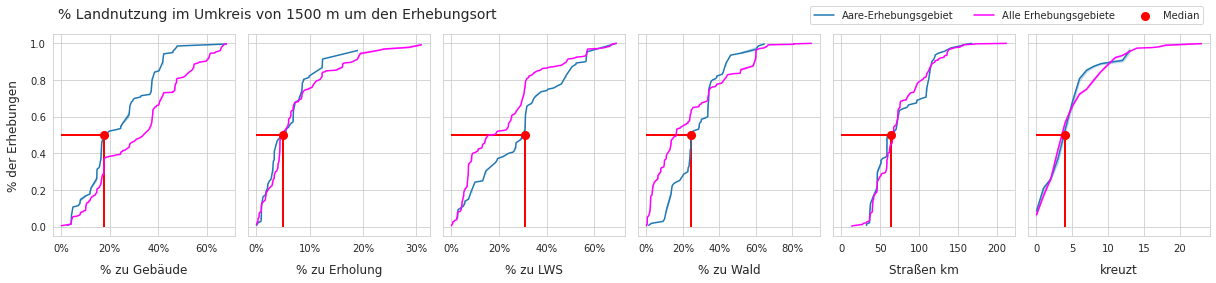 % Landnutzung im Umkreis von 1500 m um den Erhebungsort
Aare-Erhebungsgebiet Alle Erhebungsgebiete Median
% der Erhebungen
1.0
0.8
0.6
0.4
0.2
0.0
0% 20% 40% 60%
% zu Gebäude
0% 10% 20% 30%
% zu Erholung
0% 20% 40% 60%
% zu LWS
0% 20% 40% 60% 80%
% zu Wald
0 50 100 150 200
Straßen km
0 5 10 15 20
kreuzt